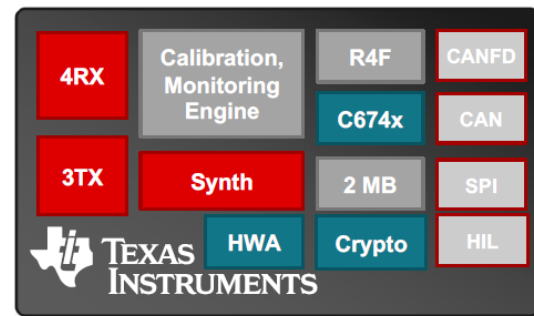 4RX
Calibration,
Monitoring
Engine
R4F
CANFD
C674x
CAN
3TX
Synth
2 MB
SPI
HWA
Crypto
HIL
TEXAS
INSTRUMENTS